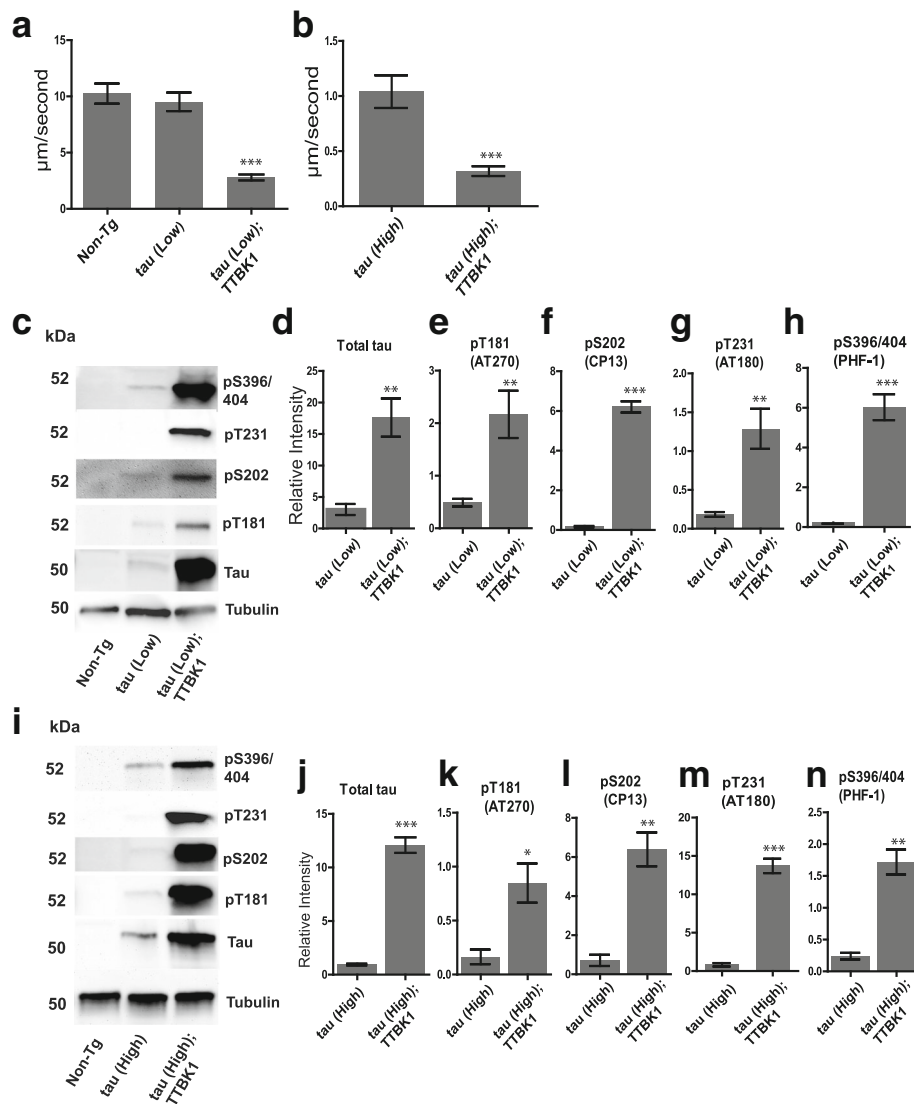 a
µm/second
15
10
5
0
***
Non-Tg
tau (Low)
tau (Low);
TTBK1
b
µm/second
1.5
1.0
0.5
0.0
***
tau (High)
tau (High);
TTBK1
c
kDa
52
pS396/
404
52
pT231
52
pS202
52
pT181
50
Tau
50
Tubulin
Non-Tg
tau (Low)
tau (Low);
TTBK1
d
Total tau
Relative Intensity
25
20
15
10
5
0
**
tau (Low)
tau (Low);
TTBK1
e
pT181
(AT270)
3
2
1
0
**
tau (Low)
tau (Low);
TTBK1
f
pS202
(CP13)
8
6
4
2
0
***
tau (Low)
tau (Low);
TTBK1
g
pT231
(AT180)
2.0
1.5
1.0
0.5
0.0
**
tau (Low)
tau (Low);
TTBK1
h
pS396/404
(PHF-1)
8
6
4
2
0
***
tau (Low)
tau (Low);
TTBK1
i
kDa
52
pS396/
404
52
pT231
52
pS202
52
pT181
50
Tau
50
Tubulin
Non-Tg
tau (High)
tau (High);
TTBK1
j
Total tau
Relative Intensity
15
10
5
0
***
tau (High)
tau (High);
TTBK1
k
pT181
(AT270)
1.5
1.0
0.5
0.0
*
tau (High)
tau (High);
TTBK1
l
pS202
(CP13)
8
6
4
2
0
**
tau (High)
tau (High);
TTBK1
m
pT231
(AT180)
20
15
10
5
0
***
tau (High)
tau (High);
TTBK1
n
pS396/404
(PHF-1)
2.5
2.0
1.5
1.0
0.5
0.0
**
tau (High)
tau (High);
TTBK1